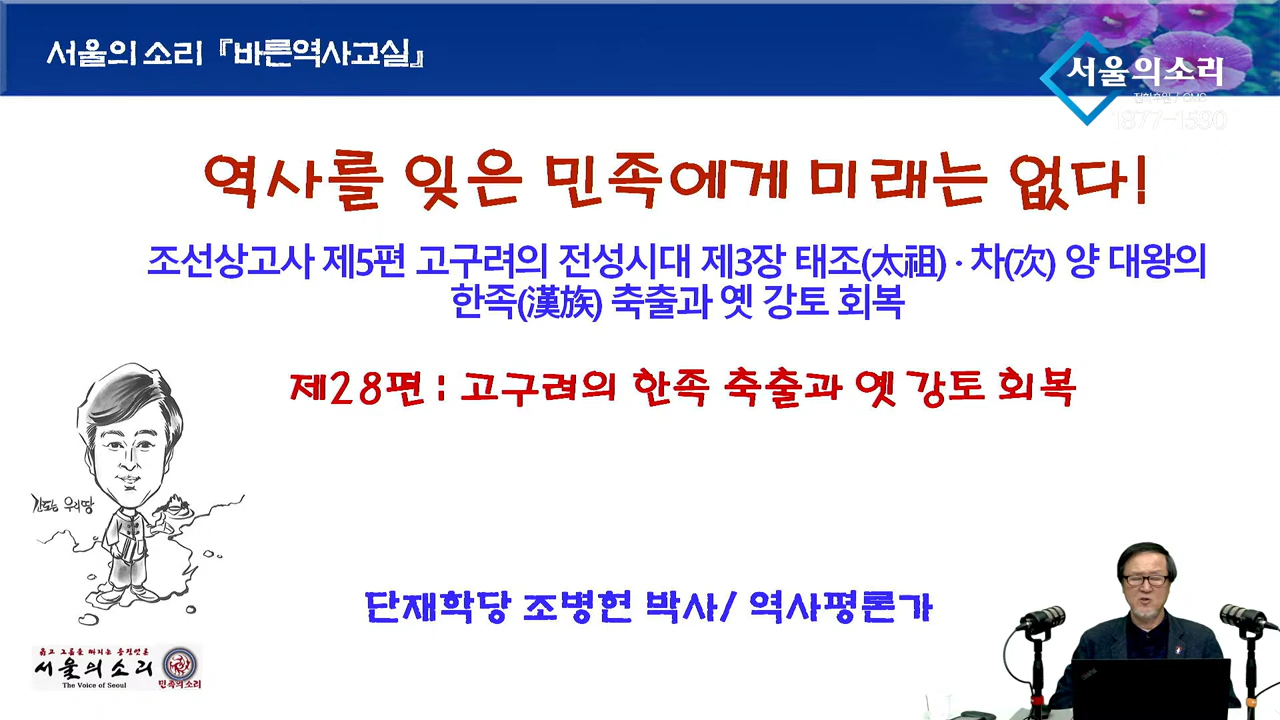 서울의 소리 『바른역사교실』
서울의소리
1877-1580
역사를 잊은 민족에게 미래는 없다!
조선상고사 제5편 고구려의 전성시대 제3장 태조(太祖) · 차(次) 양 대왕의
한족(漢族) 축출과 옛 강토 회복
제28편 : 고구려의 한족 축출과 옛 강토 회복
간도는 우리땅
단재학당 조병현 박사/ 역사평론가
서울의소리
The Voice of Seoul
민족의소리